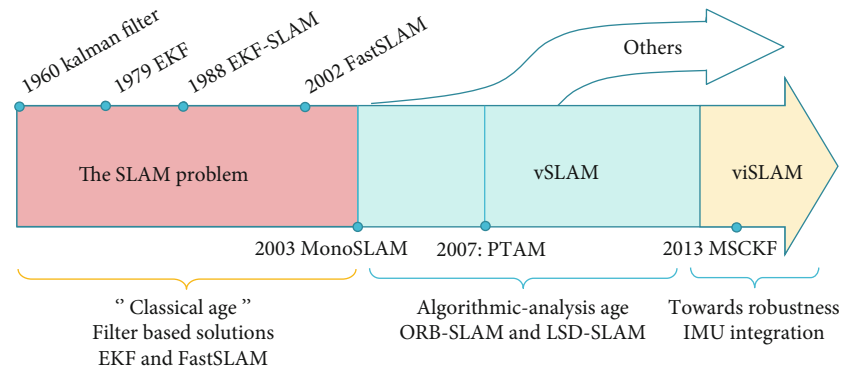 1960 kalman filter
1979 EKF
1988 EKF-SLAM
2002 FastSLAM
Others
The SLAM problem
vSLAM
viSLAM
2003 MonoSLAM
2007: PTAM
2013 MSCKF
‘’ Classical age ’’
Filter based solutions
EKF and FastSLAM
Algorithmic-analysis age
ORB-SLAM and LSD-SLAM
Towards robustness
IMU integration